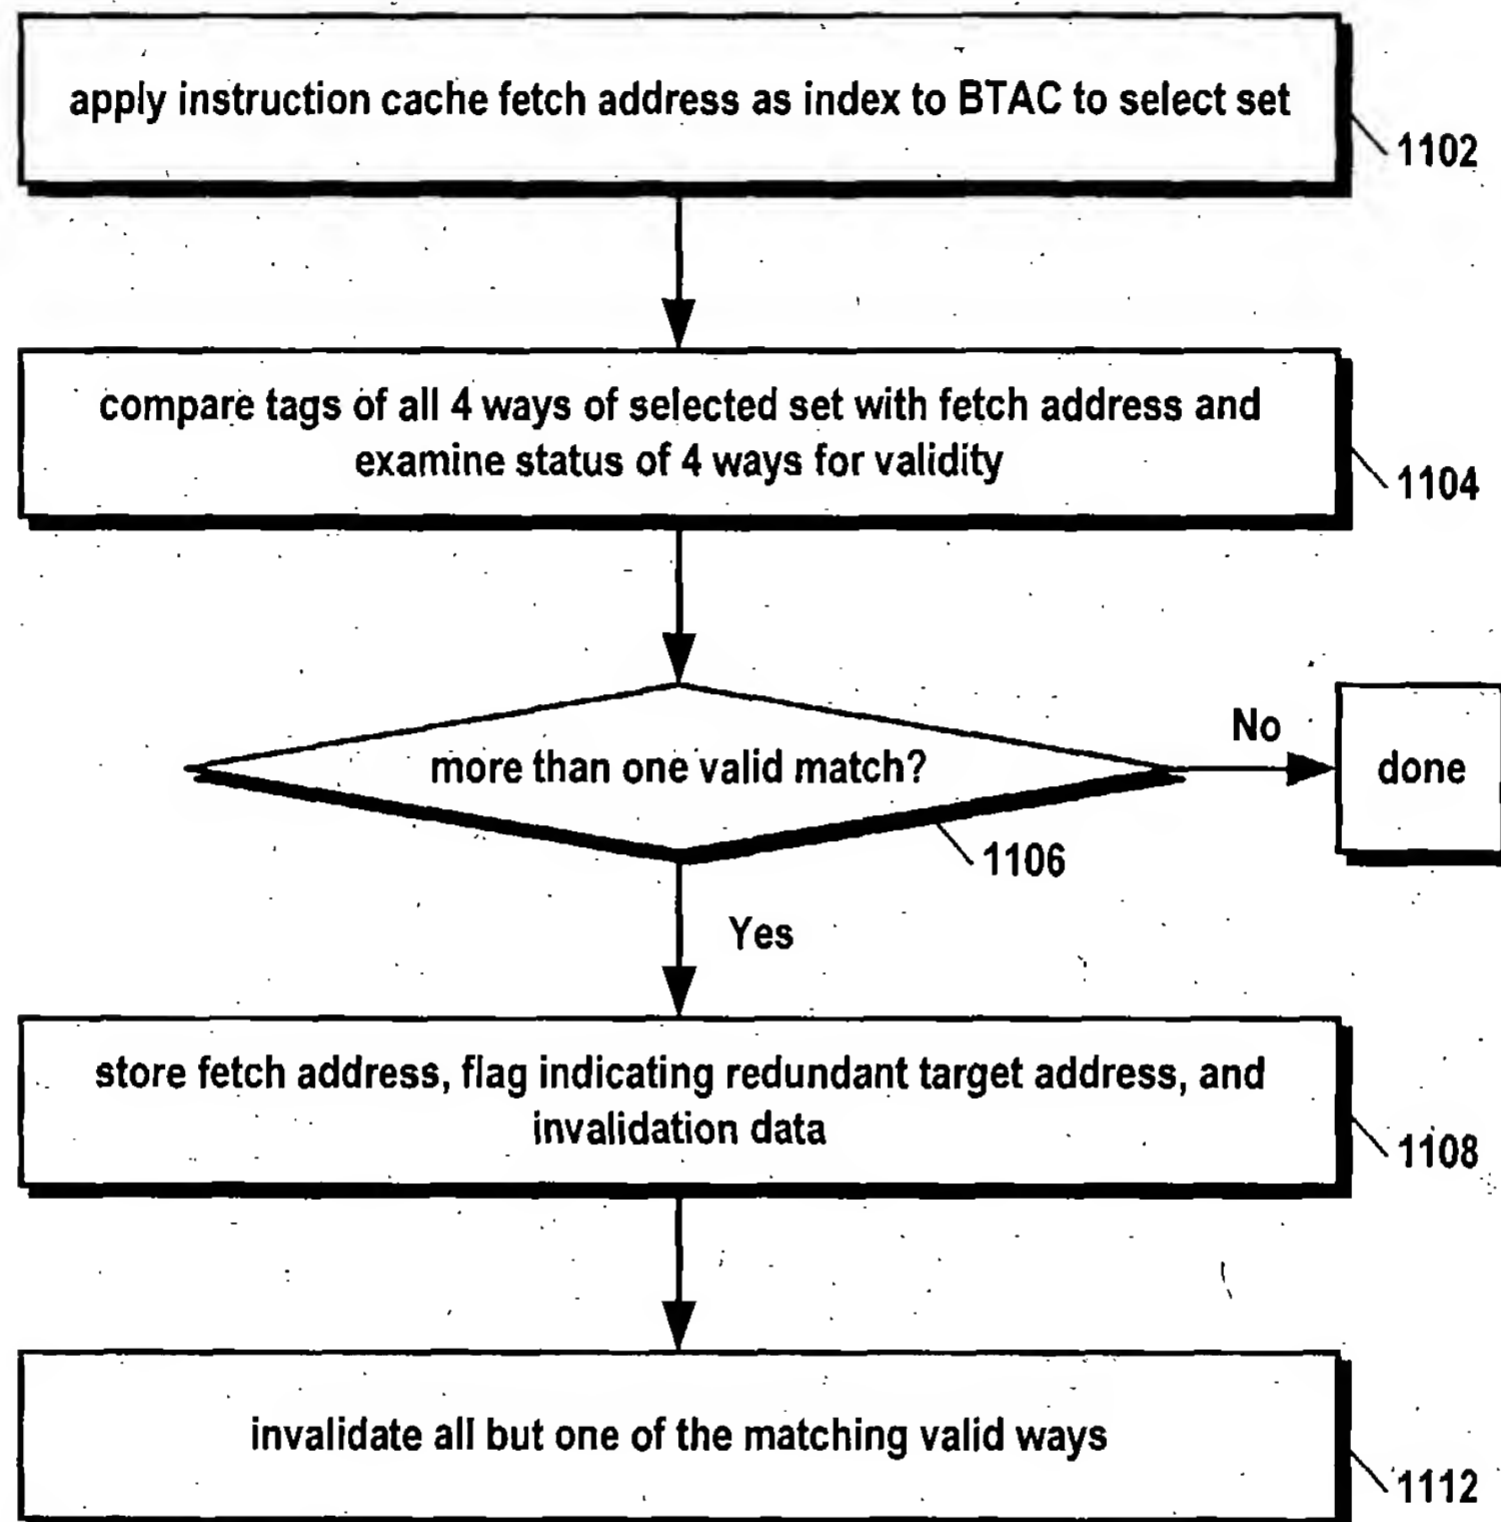 apply instruction cache fetch address as index to BTAC to select set
1102
compare tags of all 4 ways of selected set with fetch address and
examine status of 4 ways for validity
1104
more than one valid match?
No
done
1106
Yes
store fetch address, flag indicating redundant target address, and
invalidation data
1108
invalidate all but one of the matching valid ways
1112